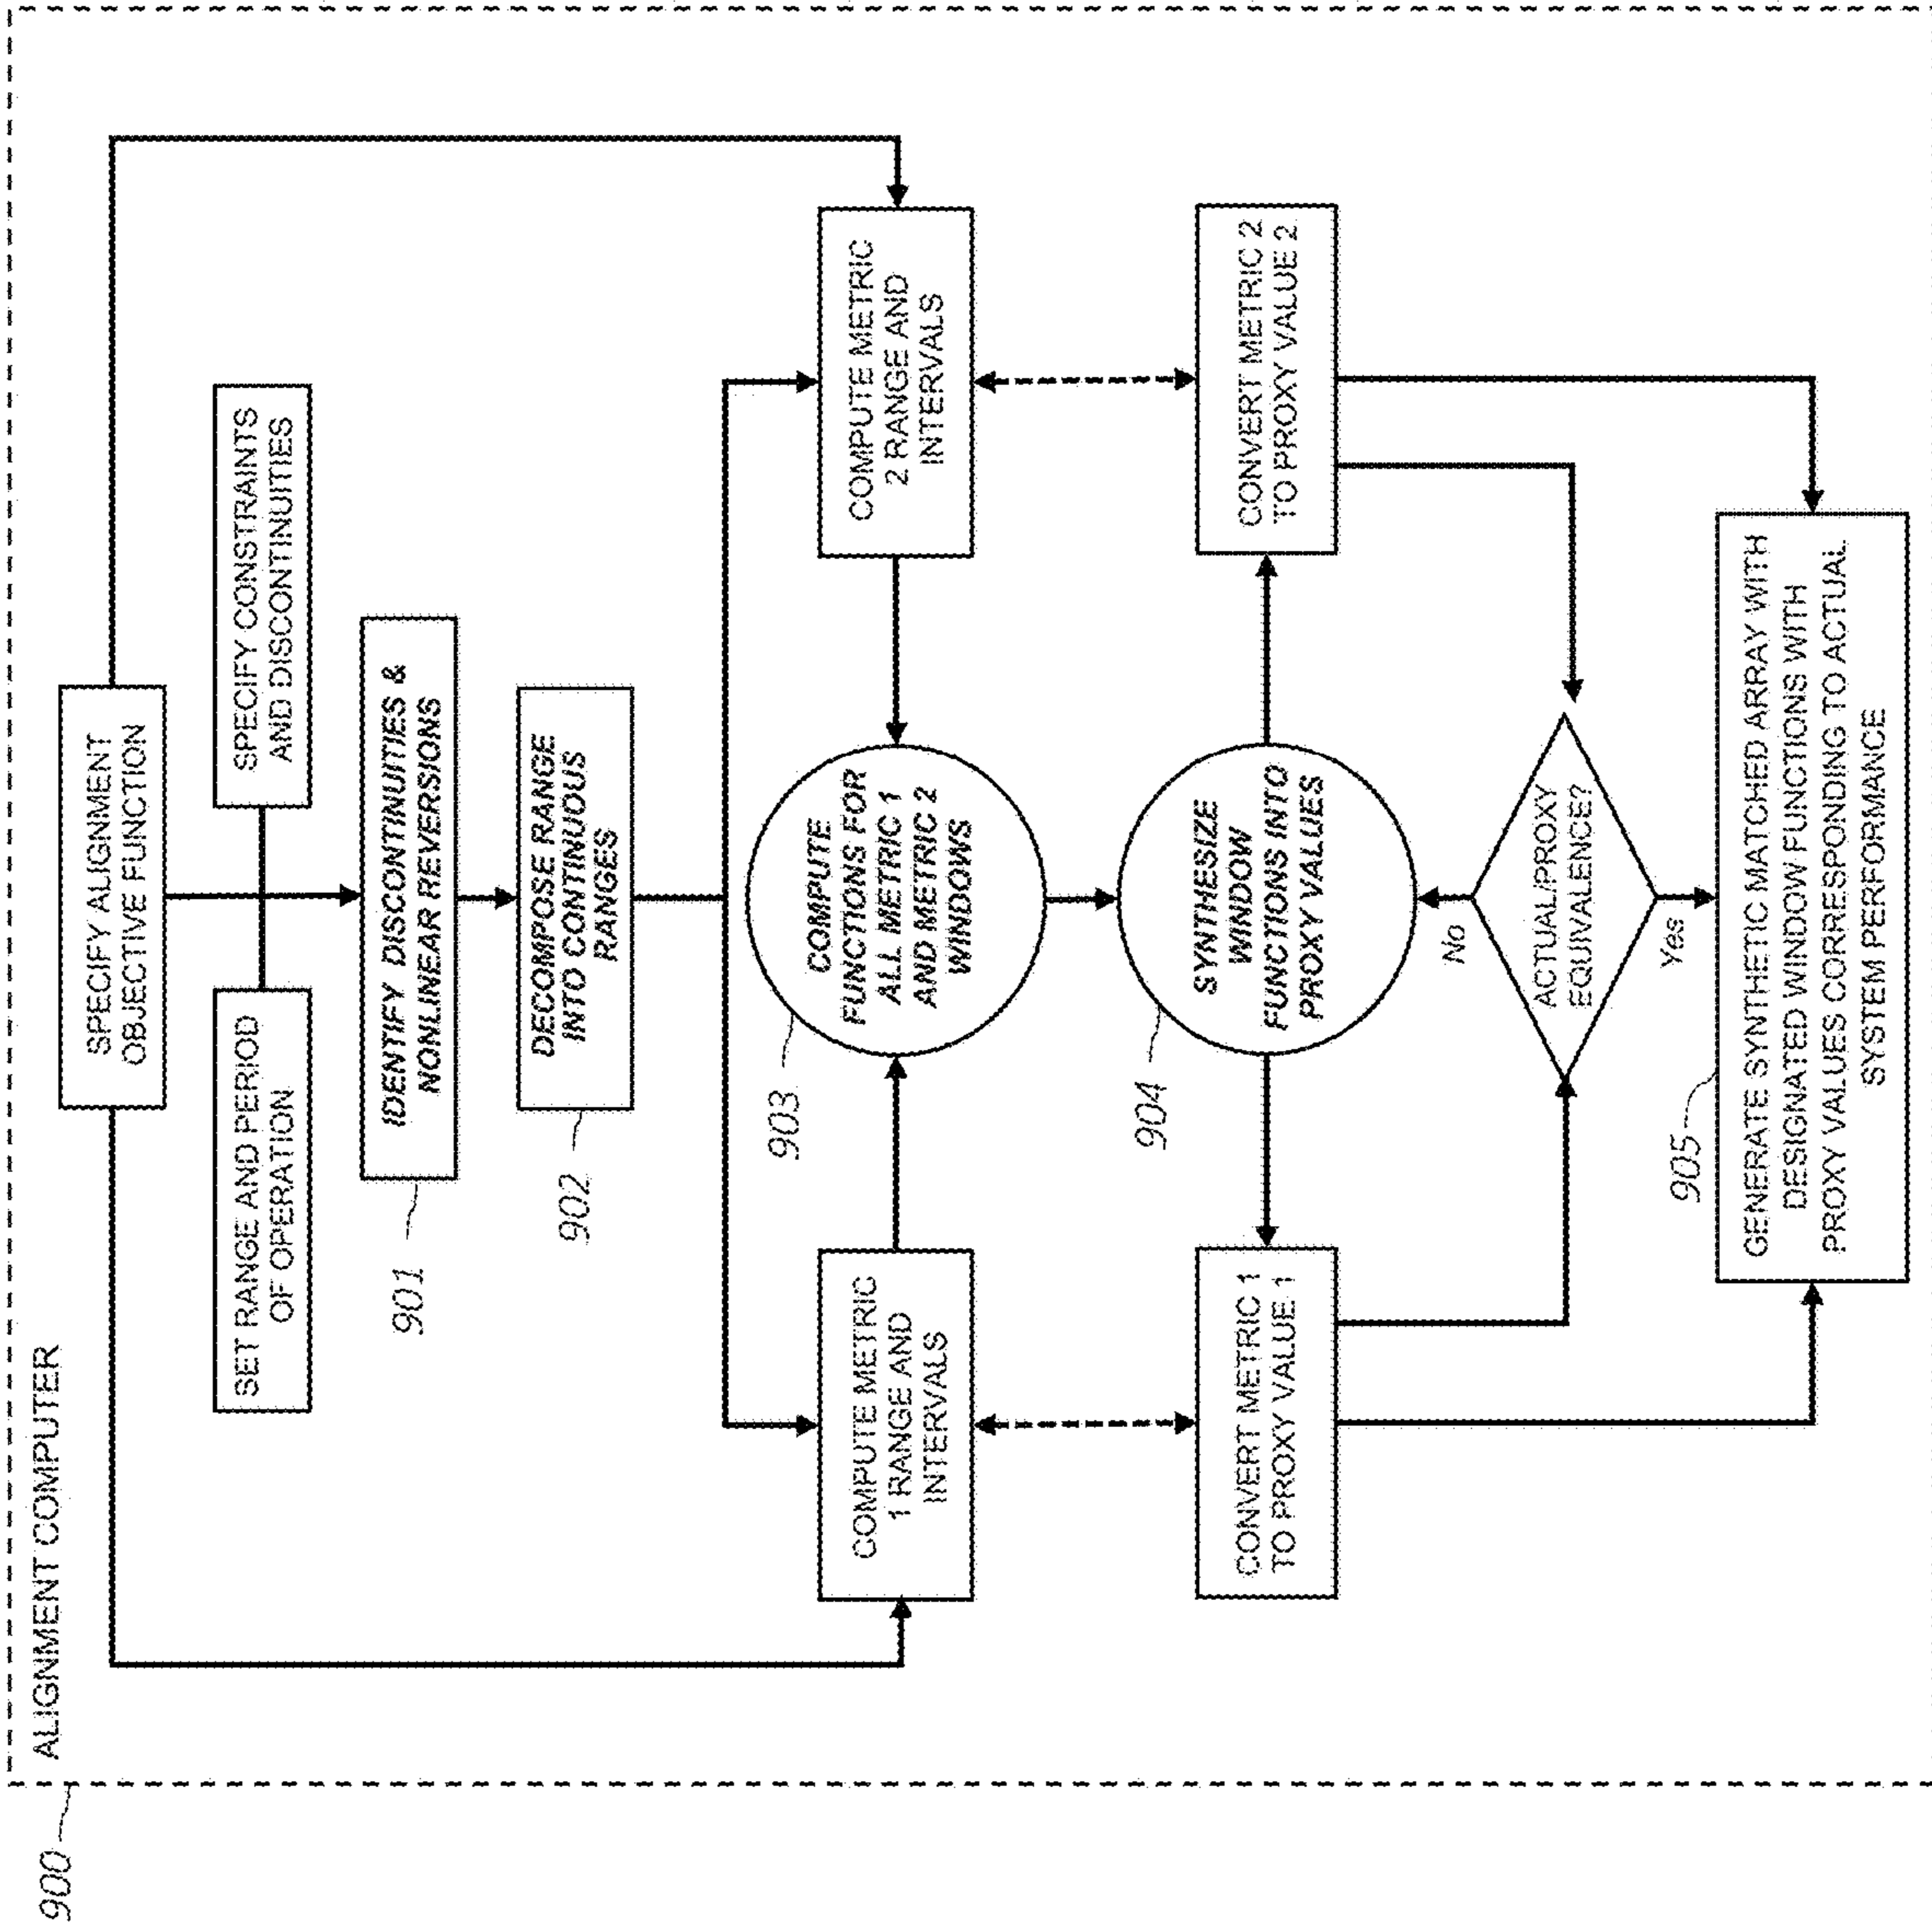 900
ALIGNMENT COMPUTER
SPECIFY ALIGNMENT
OBJECTIVE FUNCTION
SET RANGE AND PERIOD
OF OPERATION
SPECIFY CONSTRAINTS
AND DISCONTINUITIES
901
IDENTIFY DISCONTINUITIES &
NONLINEAR REVERSIONS
902
DECOMPOSE RANGE
INTO CONTINUOUS
RANGES
COMPUTE METRIC
1 RANGE AND
INTERVALS
903
COMPUTE
FUNCTIONS FOR
ALL METRIC 1
AND METRIC 2
WINDOWS
COMPUTE METRIC
2 RANGE AND
INTERVALS
CONVERT METRIC 1
TO PROXY VALUE 1
904
SYNTHESIZE
WINDOW
FUNCTIONS INTO
PROXY VALUES
CONVERT METRIC 2
TO PROXY VALUE 2
No
ACTUAL/PROXY
EQUIVALENCE?
Yes
905
GENERATE SYNTHETIC MATCHED ARRAY WITH
DESIGNATED WINDOW FUNCTIONS WITH
PROXY VALUES CORRESPONDING TO ACTUAL
SYSTEM PERFORMANCE